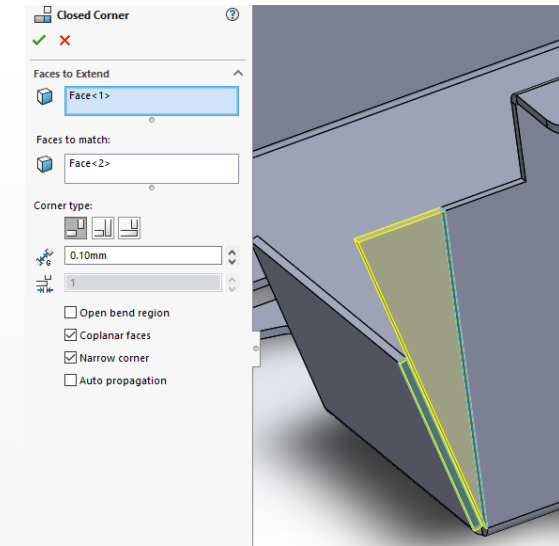 Closed Corner
Faces to Extend
Face<1>
Faces to match:
Face<2>
Corner type:
0.10mm
1
Open bend region
Coplanar faces
Narrow corner
Auto propagation